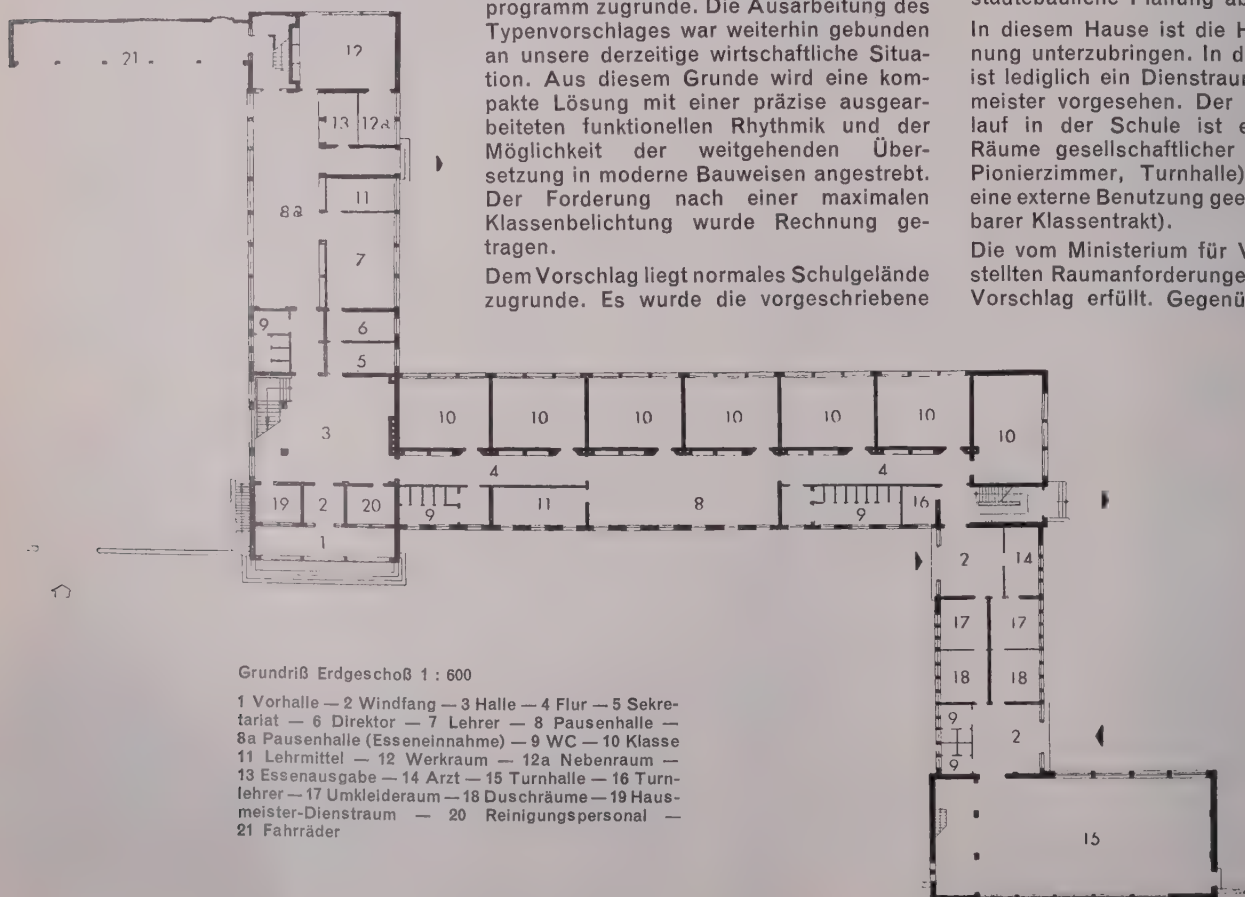 programm zugrunde. Die Ausarbeitung des
Typenvorschlages war weiterhin gebunden
an unsere derzeitige wirtschaftliche Situa-
tion. Aus diesem Grunde wird eine kom-
pakte Lösung mit einer präzise ausgear-
beiteten funktionellen Rhythmik und der
Möglichkeit der weitgehenden Über-
setzung in moderne Bauweisen angestrebt.
Der Forderung nach einer maximalen
Klassenbelichtung wurde Rechnung ge-
tragen.
Dem Vorschlag liegt normales Schulgelände
zugrunde. Es wurde die vorgeschriebene
städtebauliche Planung ab
In diesem Hause ist die H
nung unterzubringen. In d
ist lediglich ein Dienstraum
meister vorgesehen. Der
lauf in der Schule ist e
Räume gesellschaftlicher
Pionierzimmer, Turnhalle)
eine externe Benutzung gee
barer Klassentrakt).
Die vom Ministerium für V
stellten Raumanforderunge
Vorschlag erfüllt. Gegenü
21
12
13 12a
11
8a
7
9
6
5
10 10 10 10 10 10 10
3
4 4
19 2 20 9 11 8 9 16
1
2 14
17 17
18 18
9
2
9
15
Grundriß Erdgeschoß 1 : 600
1 Vorhalle — 2 Windfang — 3 Halle — 4 Flur — 5 Sekre-
tariat — 6 Direktor — 7 Lehrer — 8 Pausenhalle —
8a Pausenhalle (Esseneinnahme) — 9 WC — 10 Klasse
11 Lehrmittel — 12 Werkraum — 12a Nebenraum —
13 Essenausgabe — 14 Arzt — 15 Turnhalle — 16 Turn-
lehrer — 17 Umkleideraum — 18 Duschräume — 19 Haus-
meister-Dienstraum — 20 Reinigungspersonal —
21 Fahrräder